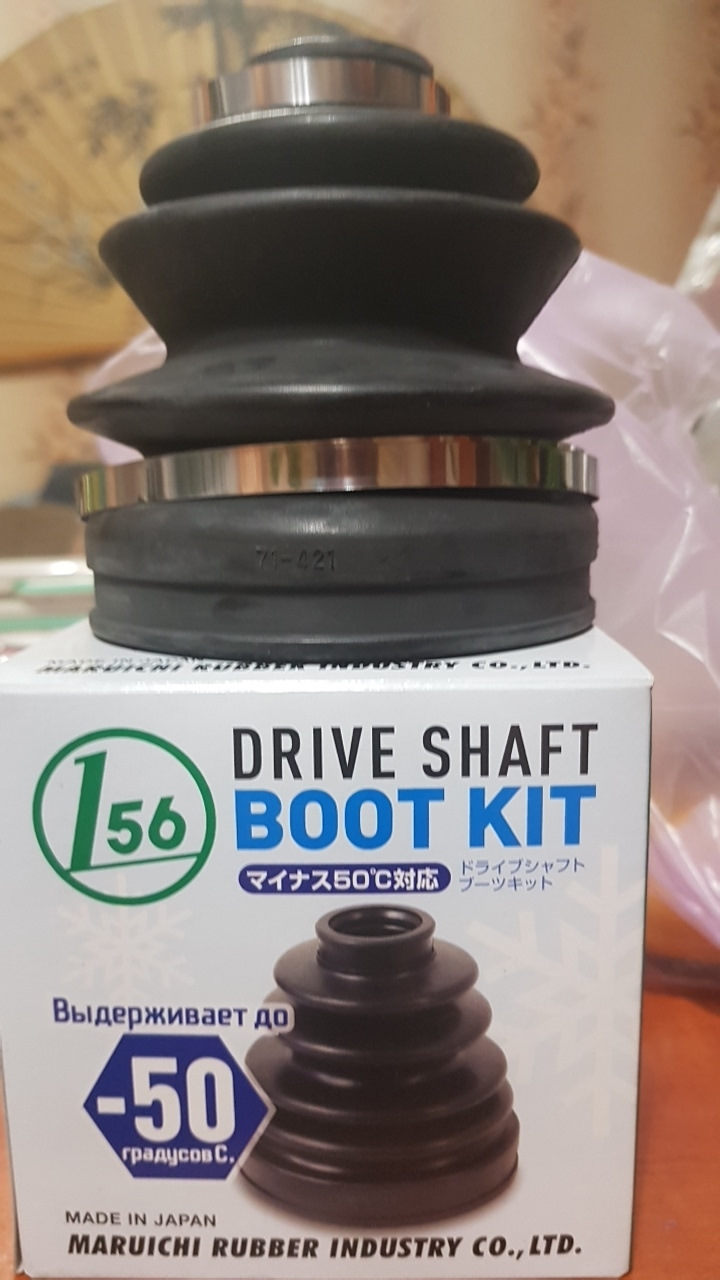 71-421
MARUICHI RUBBER INDUSTRY CO.,LTD.
156
DRIVE SHAFT
BOOT KIT
マイナス50℃対応
ドライブシャフト
ブーツキット
Выдерживает до
-50
градусов С.
MADE IN JAPAN
MARUICHI RUBBER INDUSTRY CO.,LTD.